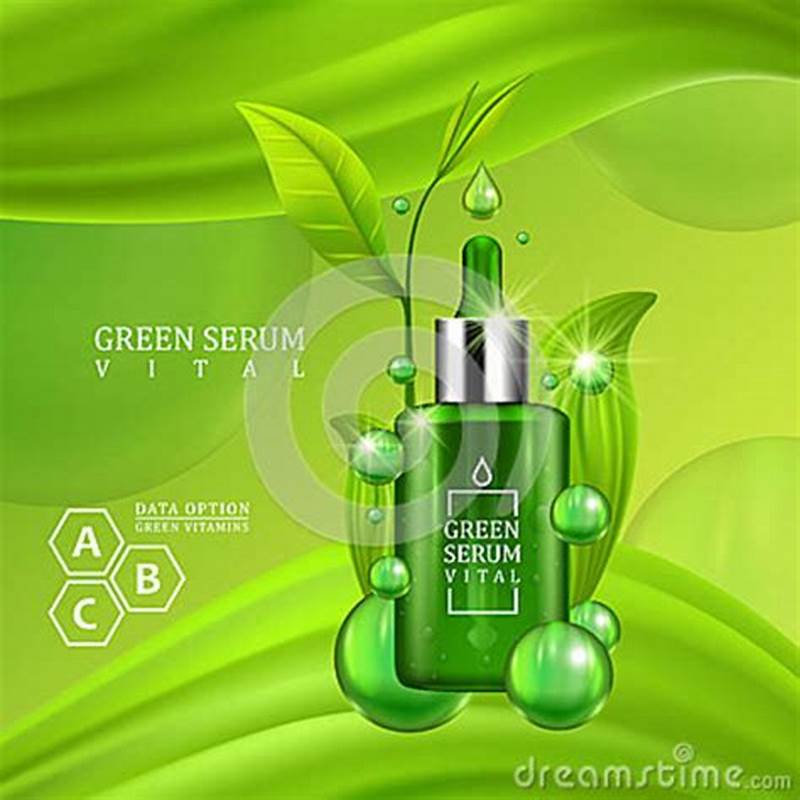 GREEN SERUM
VITAL
DATA OPTION
GREEN VITAMINS
A
B
C
GREEN
SERUM
VITAL
dreamstime.com